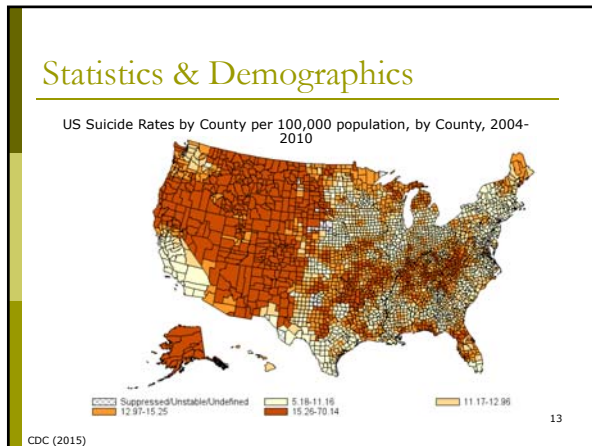 Statistics & Demographics
US Suicide Rates by County per 100,000 population, by County, 2004-
2010
Suppressed/Unstable/Undefined 5.18-11.16 11.17-12.96
12.97-15.25 15.26-70.14
13
CDC (2015)